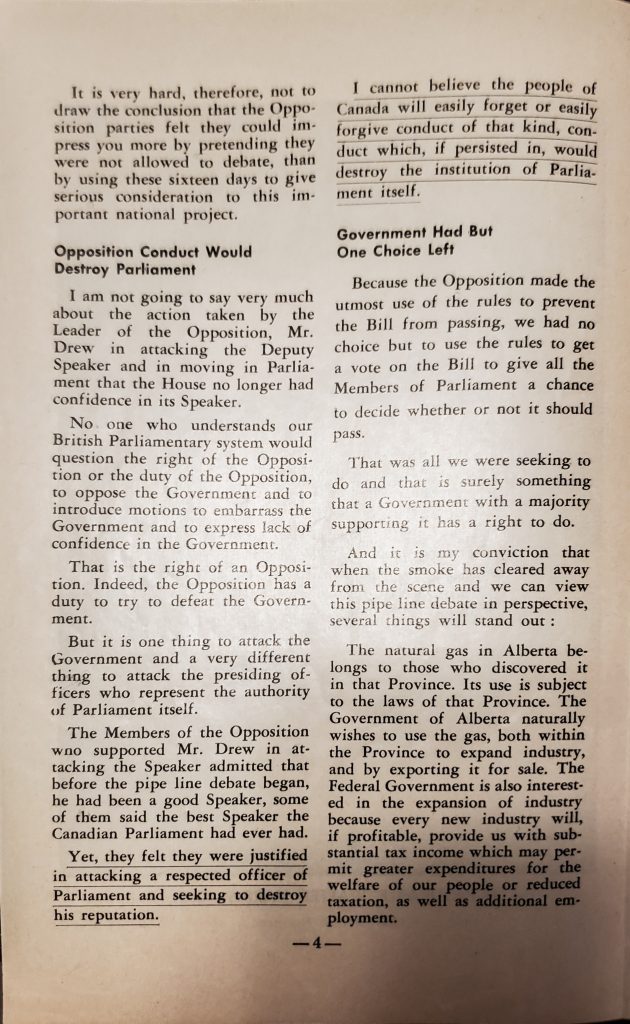 It is very hard, therefore, not to
draw the conclusion that the Oppo-
sition parties felt they could im-
press you more by pretending they
were not allowed to debate, than
by using these sixteen days to give
serious consideration to this im-
portant national project.
Opposition Conduct Would
Destroy Parliament
I am not going to say very much
about the action taken by the
Leader of the Opposition, Mr.
Drew in attacking the Deputy
Speaker and in moving in Parlia-
ment that the House no longer had
confidence in its Speaker.
No one who understands our
British Parliamentary system would
question the right of the Opposi-
tion or the duty of the Opposition,
to oppose the Government and to
introduce motions to embarrass the
Government and to express lack of
confidence in the Government.
That is the right of an Opposi-
tion. Indeed, the Opposition has a
duty to try to defeat the Govern-
ment.
But it is one thing to attack the
Government and a very different
thing to attack the presiding of-
ficers who represent the authority
of Parliament itself.
The Members of the Opposition
wno supported Mr. Drew in at-
tacking the Speaker admitted that
before the pipe line debate began,
he had been a good Speaker, some
of them said the best Speaker the
Canadian Parliament had ever had.
Yet, they felt they were justified
in attacking a respected officer of
Parliament and seeking to destroy
his reputation.
I cannot believe the people of
Canada will easily forget or easily
forgive conduct of that kind, con-
duct which, if persisted in, would
destroy the institution of Parlia-
ment itself.
Government Had But
One Choice Left
Because the Opposition made the
utmost use of the rules to prevent
the Bill from passing, we had no
choice but to use the rules to get
a vote on the Bill to give all the
Members of Parliament a chance
to decide whether or not it should
pass.
That was all we were seeking to
do and that is surely something
that a Government with a majority
supporting it has a right to do.
And it is my conviction that
when the smoke has cleared away
from the scene and we can view
this pipe line debate in perspective,
several things will stand out :
The natural gas in Alberta be-
longs to those who discovered it
in that Province. Its use is subject
to the laws of that Province. The
Government of Alberta naturally
wishes to use the gas, both within
the Province to expand industry,
and by exporting it for sale. The
Federal Government is also interest-
ed in the expansion of industry
because every new industry will,
if profitable, provide us with sub-
stantial tax income which may per-
mit greater expenditures for the
welfare of our people or reduced
taxation, as well as additional em-
ployment.
—4—